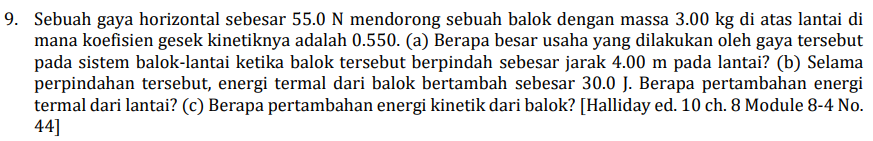 9. Sebuah gaya horizontal sebesar 55.0 N mendorong sebuah balok dengan massa 3.00 kg di atas lantai di
mana koefisien gesek kinetiknya adalah 0.550. (a) Berapa besar usaha yang dilakukan oleh gaya tersebut
pada sistem balok-lantai ketika balok tersebut berpindah sebesar jarak 4.00 m pada lantai? (b) Selama
perpindahan tersebut, energi termal dari balok bertambah sebesar 30.0 J. Berapa pertambahan energi
termal dari lantai? (c) Berapa pertambahan energi kinetik dari balok? [Halliday ed. 10 ch. 8 Module 8-4 No.
44]